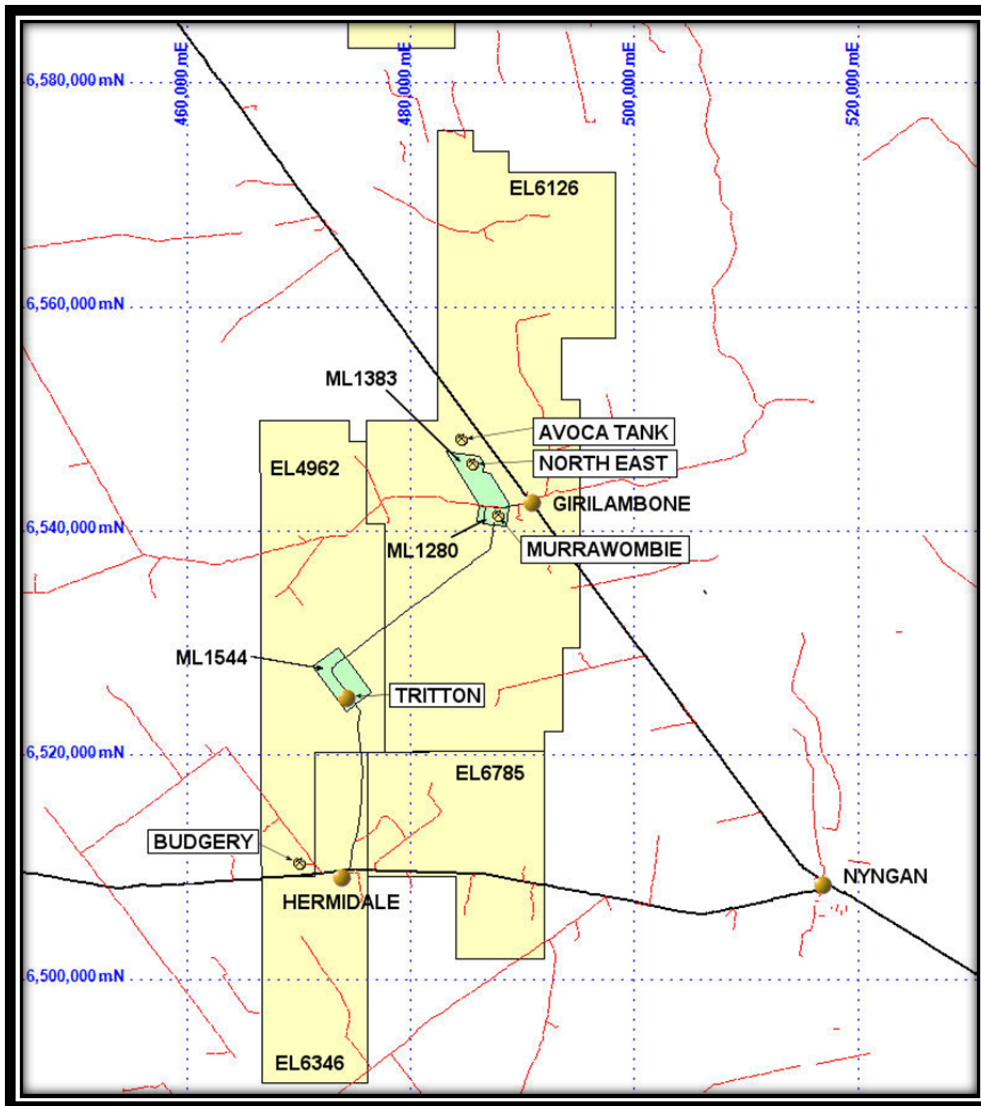 460,000 mE
480,000 mE
500,000 mE
520,000 mE
6,580,000 mN
EL6126
6,560,000 mN
ML1383
AVOCA TANK
NORTH EAST
EL4962
GIRILAMBONE
6,540,000 mN
ML1280
MURRAWOMBIE
ML1544
TRITTON
6,520,000 mN
EL6785
BUDGERY
NYNGAN
HERMIDALE
6,500,000 mN
EL6346